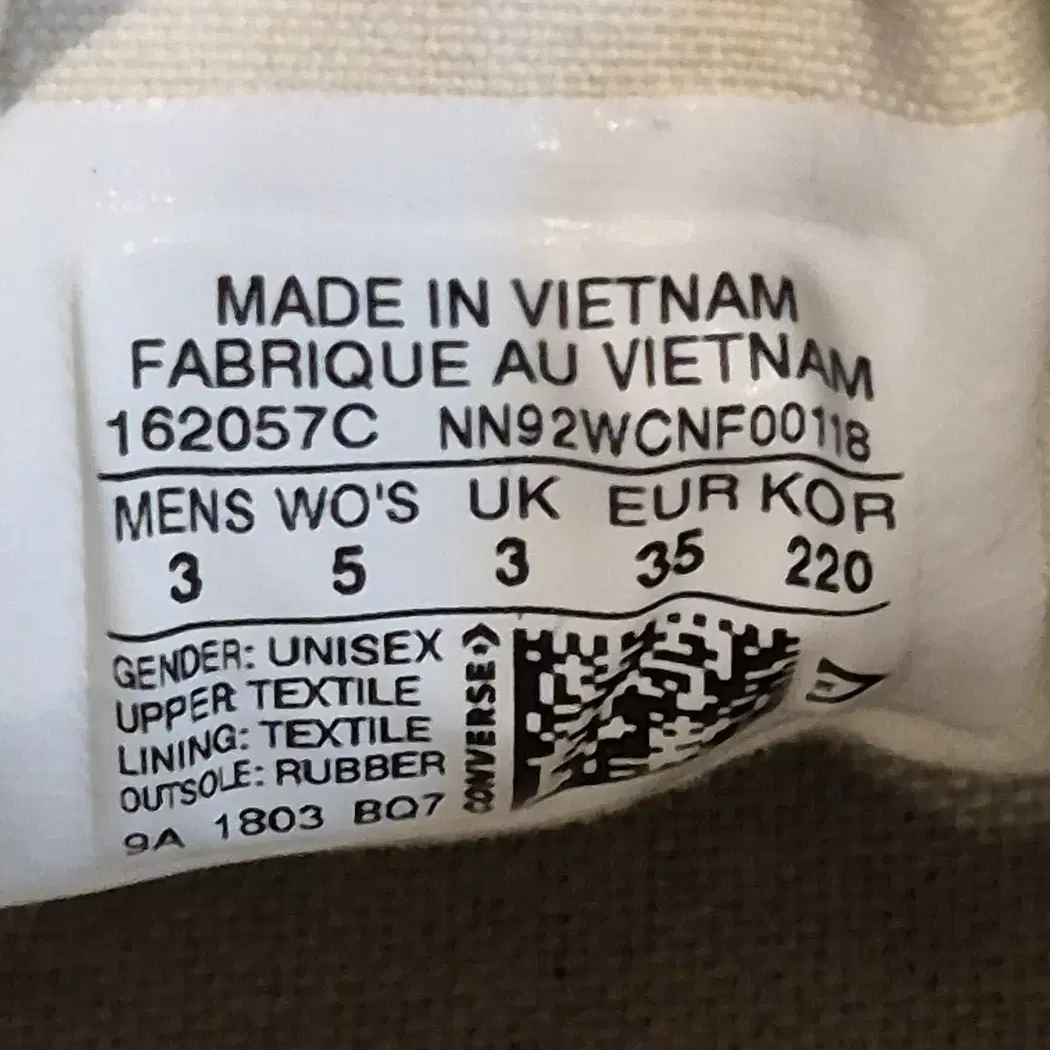 MADE IN VIETNAM
FABRIQUE AU VIETNAM
162057C NN92WCNF00118
MENS WO'S UK EUR KOR
3 5 3 35 220
GENDER: UNISEX
UPPER TEXTILE
LINING: TEXTILE
OUTSOLE: RUBBER
9A 1803 BQ7
CONVERSE